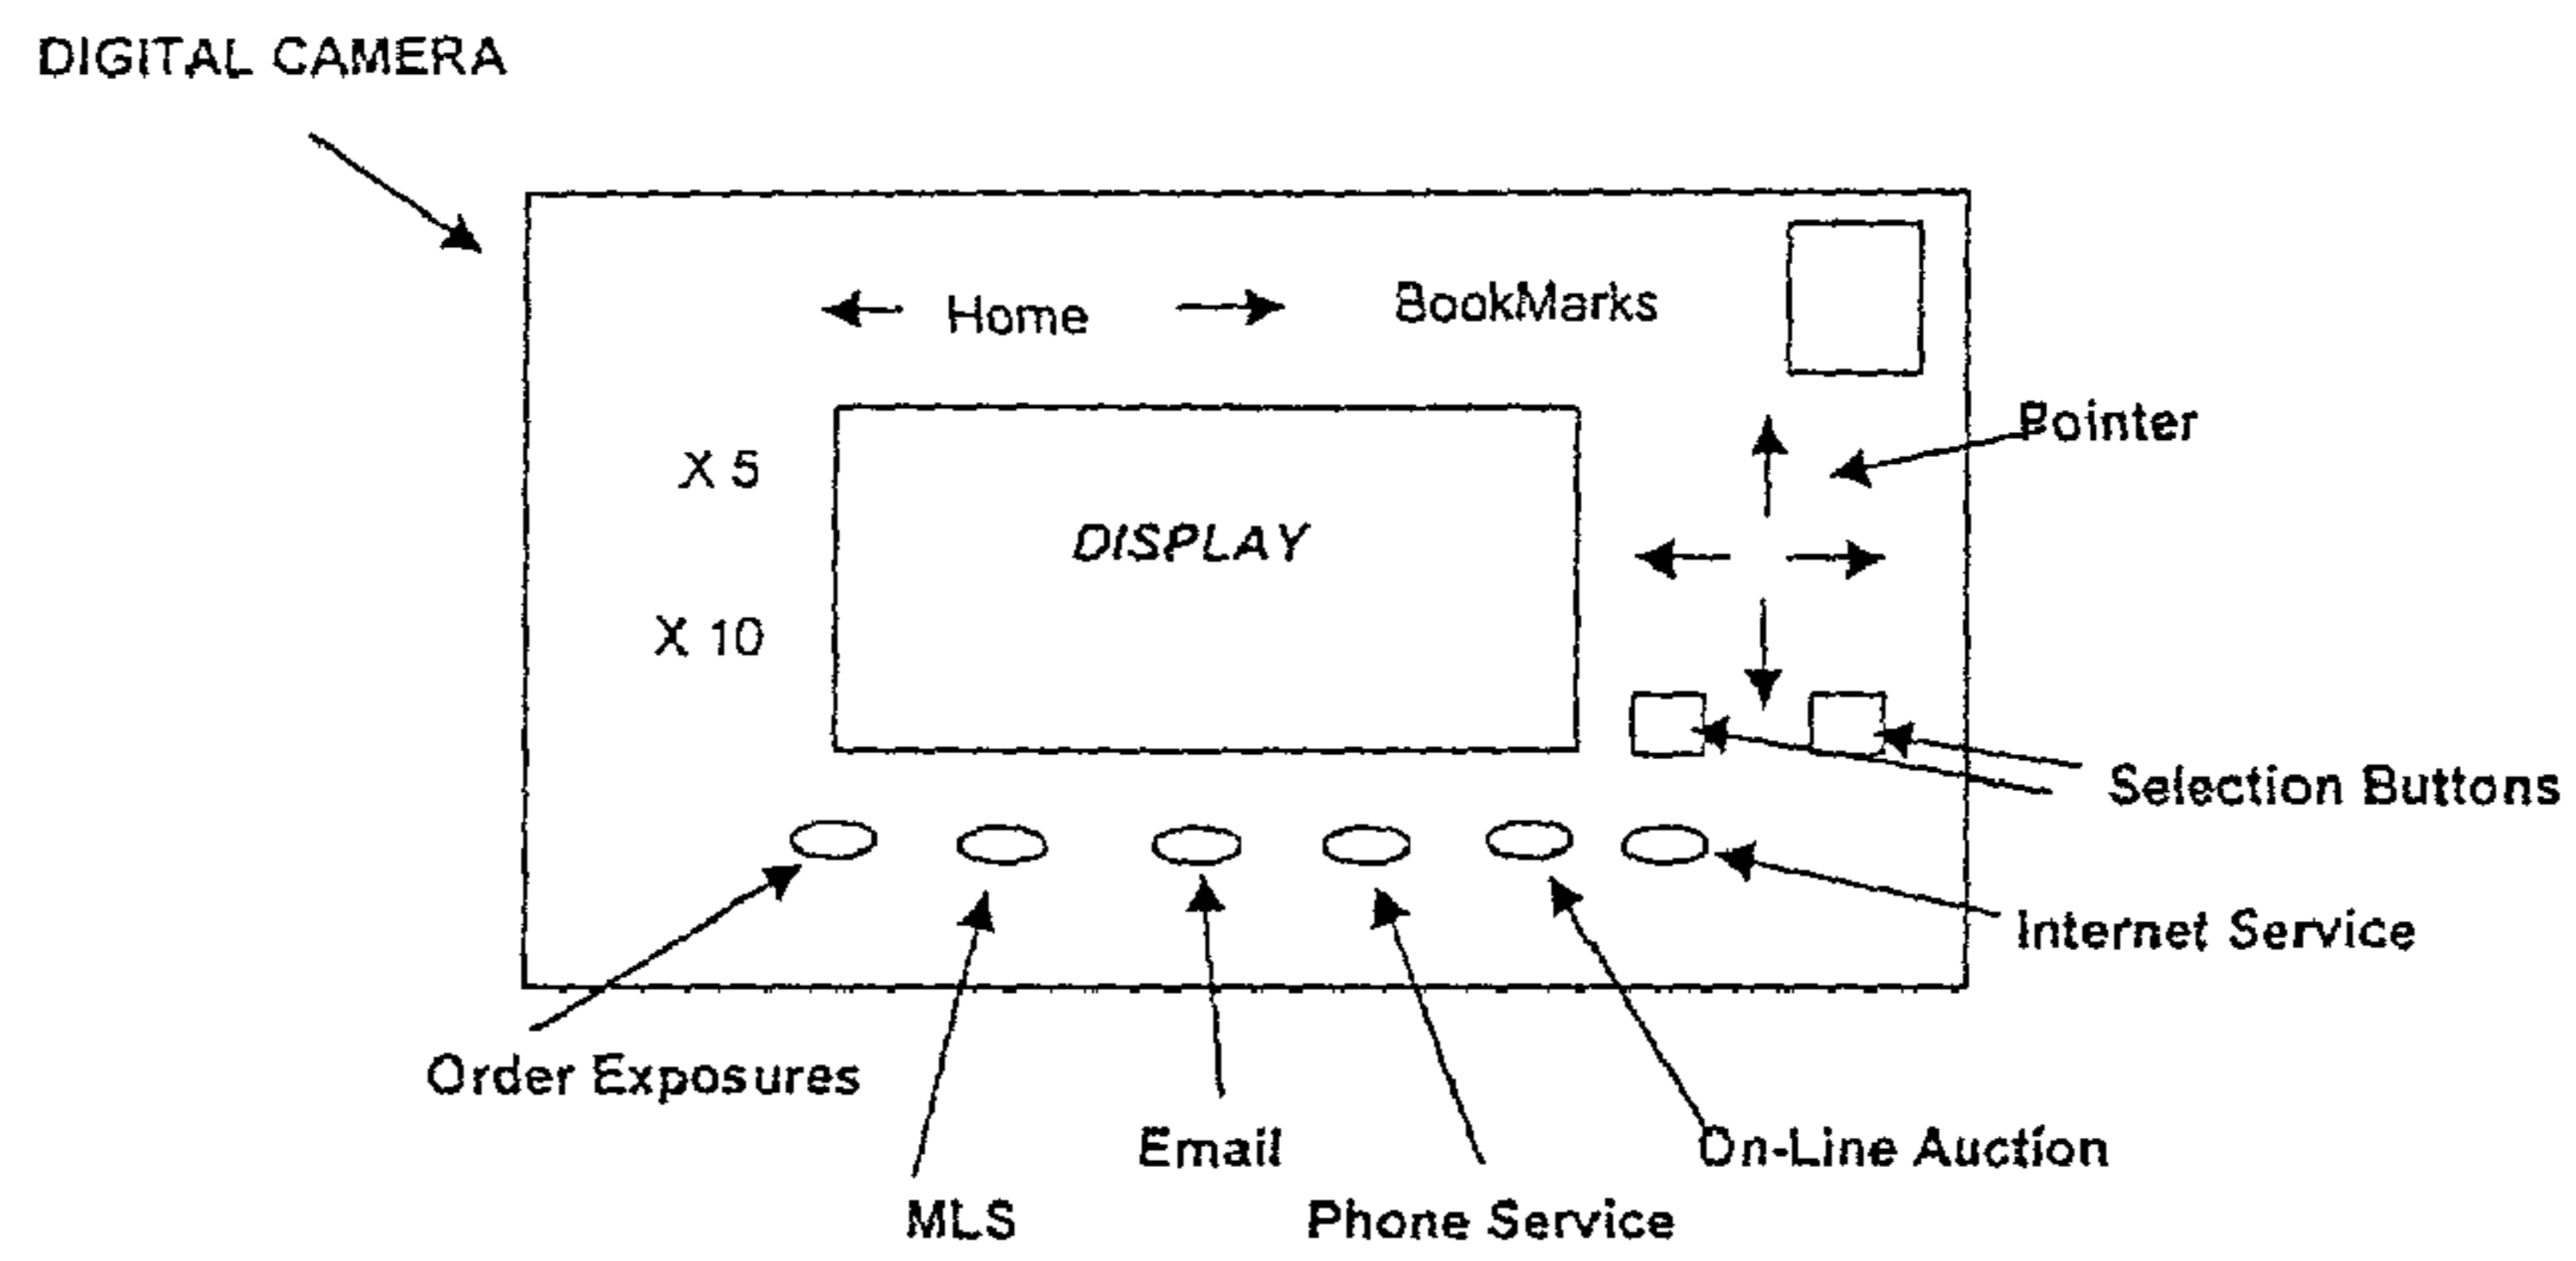 DIGITAL CAMERA
Home
BookMarks
Pointer
X 5
DISPLAY
X 10
Selection Buttons
Internet Service
Order Exposures
Email
On-Line Auction
MLS
Phone Service